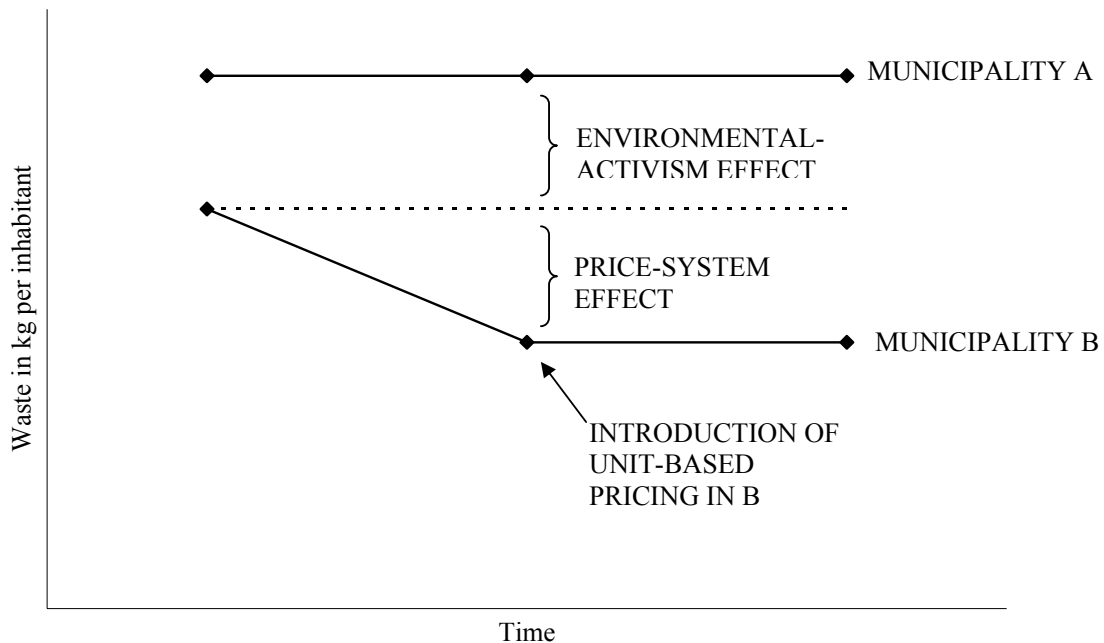 MUNICIPALITY A
ENVIRONMENTAL-
ACTIVISM EFFECT
PRICE-SYSTEM
EFFECT
MUNICIPALITY B
INTRODUCTION OF
UNIT-BASED
PRICING IN B
Waste in kg per inhabitant
Time